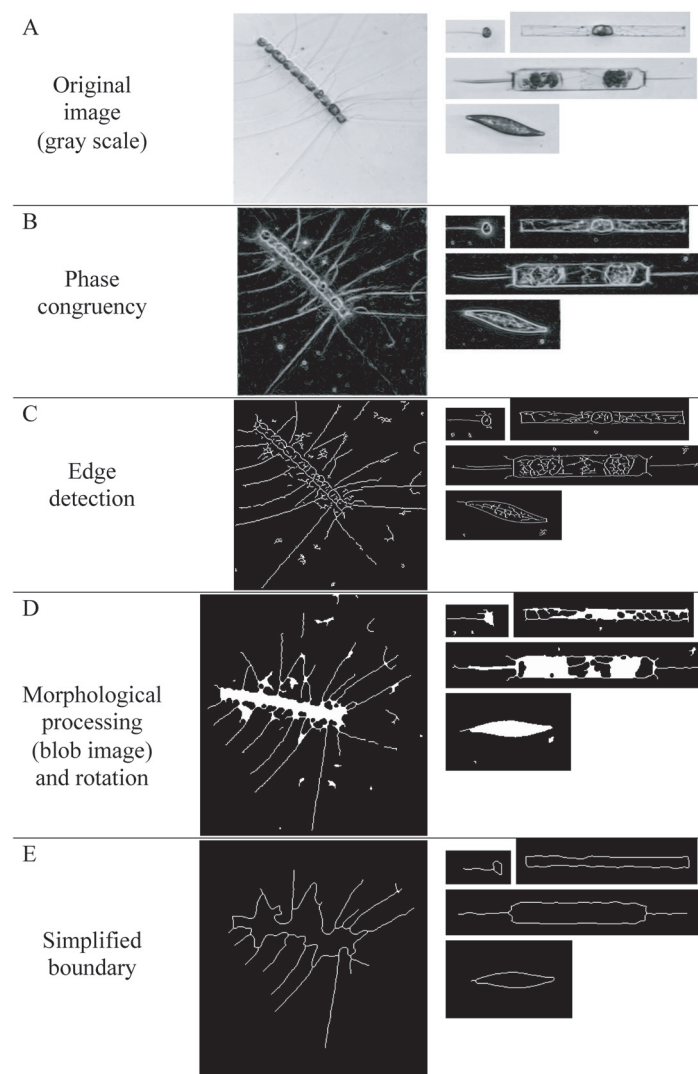 A
Original
image
(gray scale)
B
Phase
congruency
C
Edge
detection
D
Morphological
processing
(blob image)
and rotation
E
Simplified
boundary